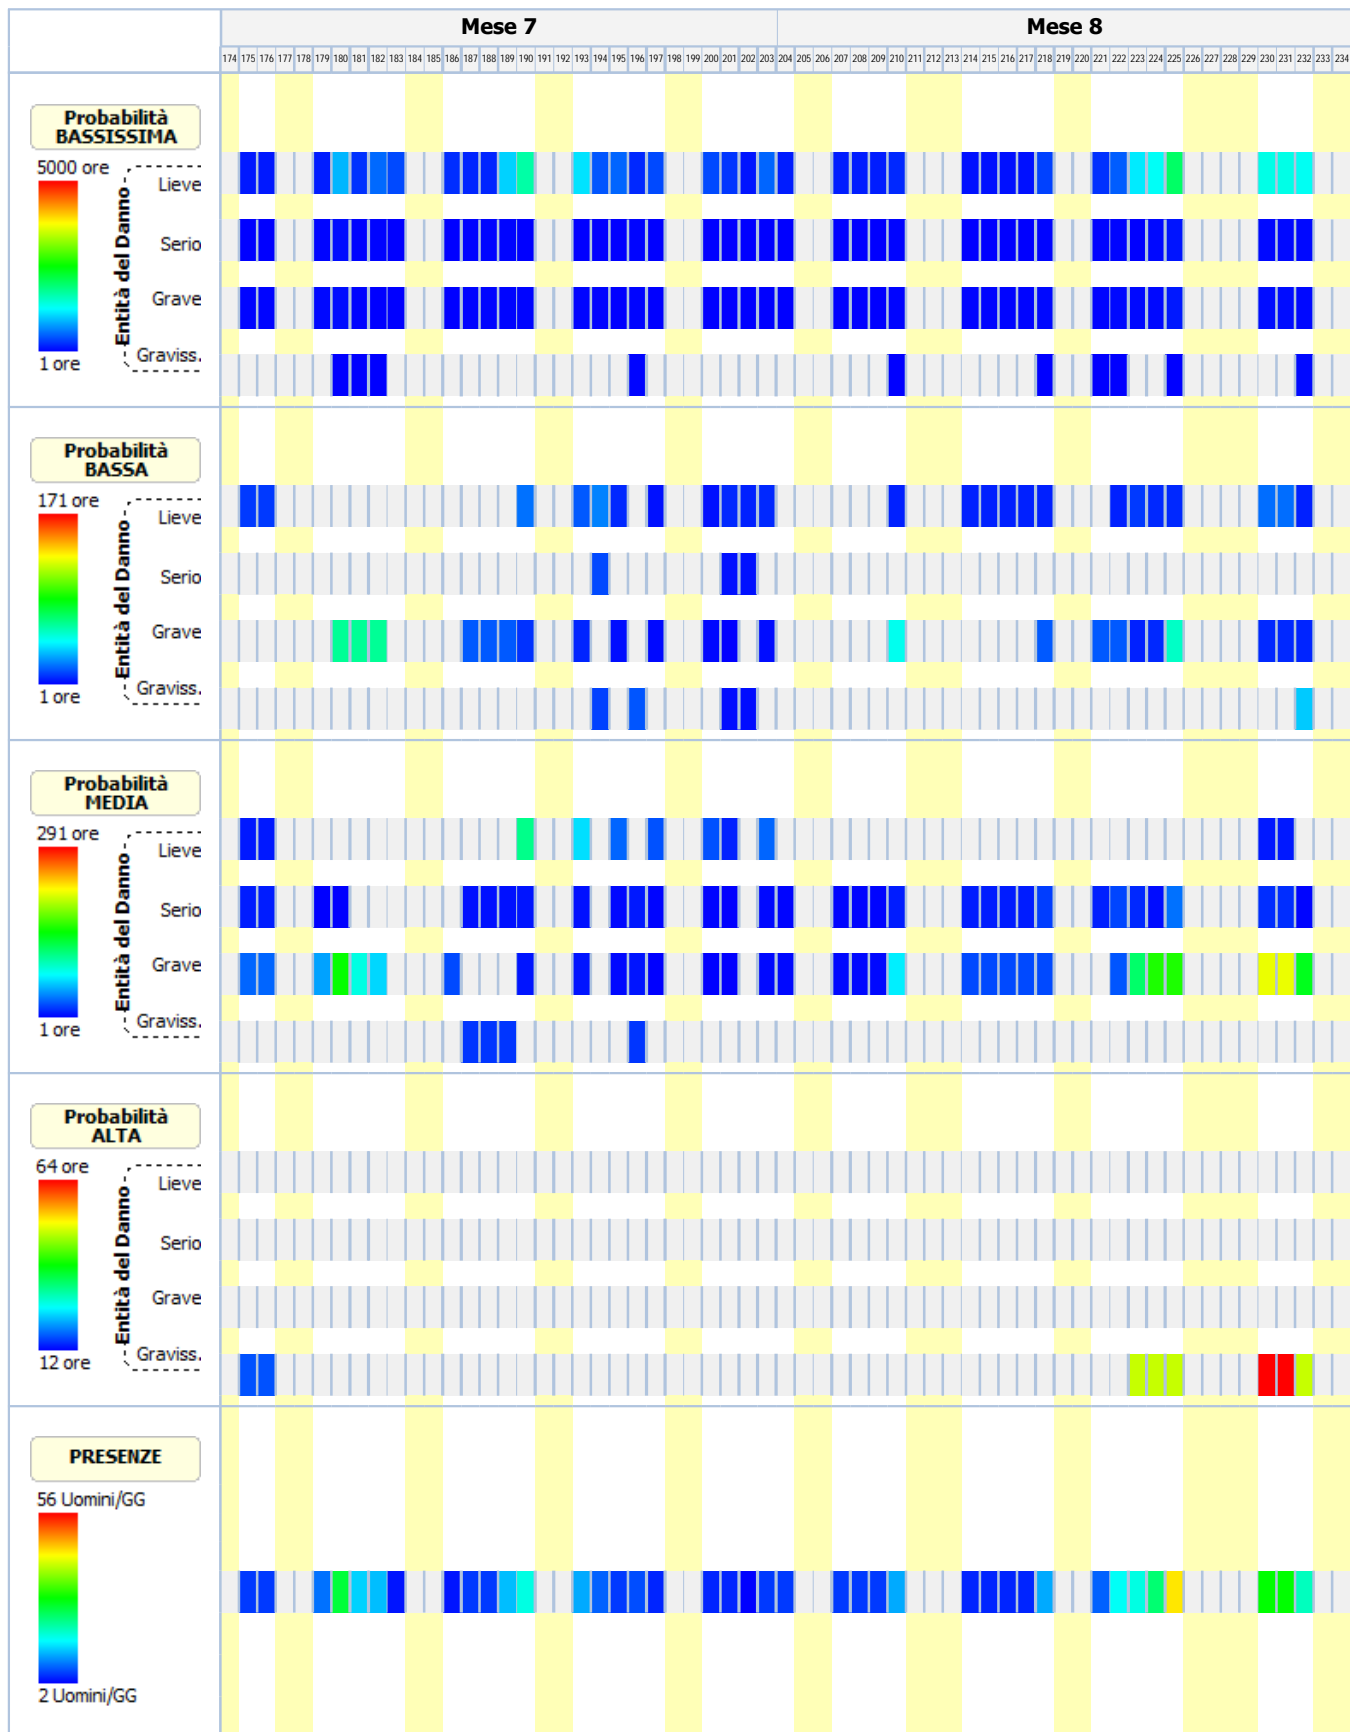 Mese 7 Mese 8
174 175 176 177 178 179 180 181 182 183 184 185 186 187 188 189 190 191 192 193 194 195 196 197 198 199 200 201 202 203 204 205 206 207 208 209 210 211 212 213 214 215 216 217 218 219 220 221 222 223 224 225 226 227 228 229 230 231 232 233 234
Probabilità
BASSISSIMA
5000 ore
1 ore
Entità del Danno
Lieve
Serio
Grave
Graviss.
Probabilità
BASSA
171 ore
1 ore
Entità del Danno
Lieve
Serio
Grave
Graviss.
Probabilità
MEDIA
291 ore
1 ore
Entità del Danno
Lieve
Serio
Grave
Graviss.
Probabilità
ALTA
64 ore
12 ore
Entità del Danno
Lieve
Serio
Grave
Graviss.
PRESENZE
56 Uomini/GG
2 Uomini/GG